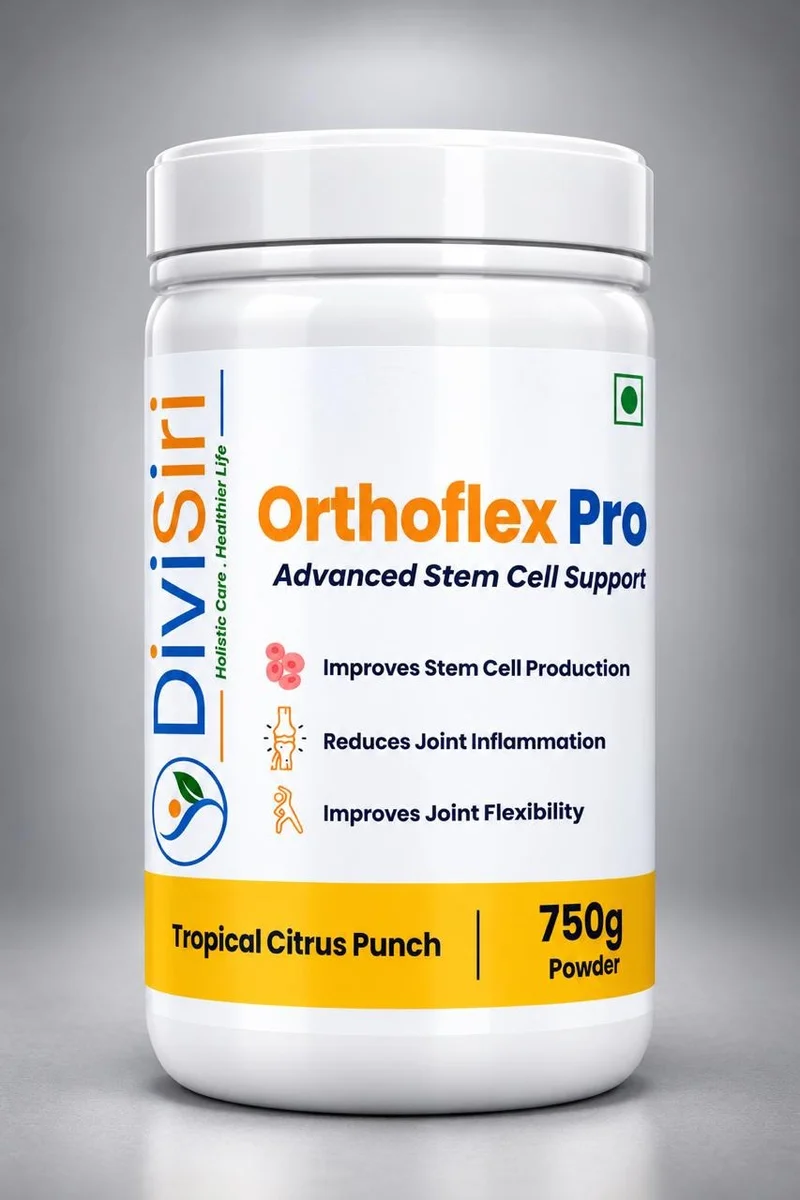 DiviSiri
Holistic Care . Healthier Life
Orthoflex Pro
Advanced Stem Cell Support
Improves Stem Cell Production
Reduces Joint Inflammation
Improves Joint Flexibility
Tropical Citrus Punch
750g
Powder